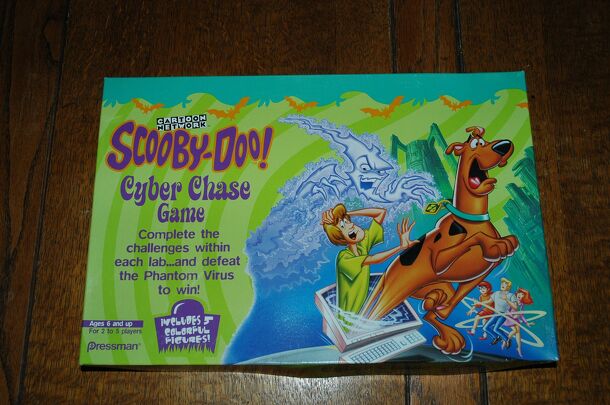 CARTOON
NETWORK
SCOOBY-DOO!
Cyber Chase
Game
Complete the
challenges within
each lab...and defeat
the Phantom Virus
to win!
Ages 6 and up
For 2 to 5 players
Pressman®
INCLUDES 5
COLORFUL
FIGURES!